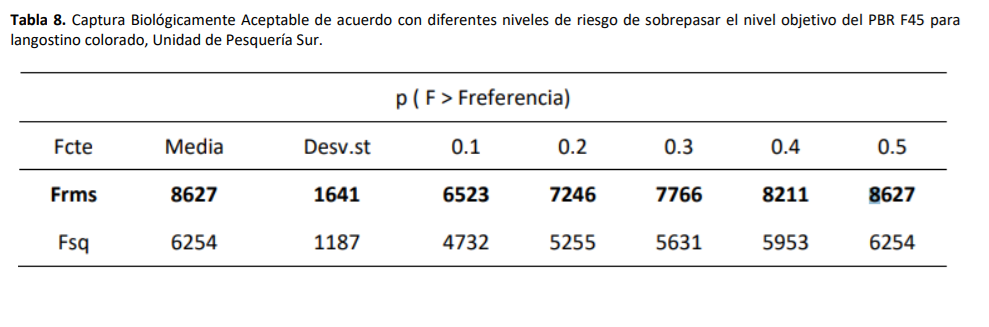 Tabla 8. Captura Biológicamente Aceptable de acuerdo con diferentes niveles de riesgo de sobrepasar el nivel objetivo del PBR F45 para
langostino colorado, Unidad de Pesquería Sur.
p ( F > Freferencia)
Fcte Media Desv.st 0.1 0.2 0.3 0.4 0.5
Frms 8627 1641 6523 7246 7766 8211 8627
Fsq 6254 1187 4732 5255 5631 5953 6254